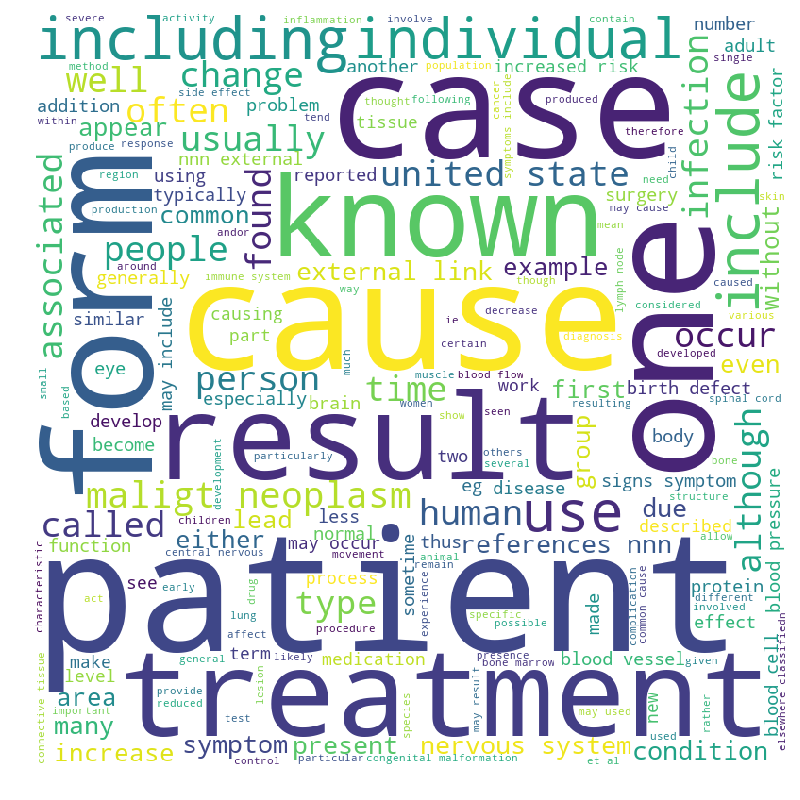 severe
activity
inflammation
involve
contain
number
including
individual
method
another
increased risk
adult
well
change
population
single
side effect
case
addition
often
problem
thought
following
produced
within
tend
cancer
symptoms include
include
infection
risk factor
appear
usually
tissue
therefore
produce
response
nnn external
reported
united state
child
need
skin
region
using
found
known
surgery
form
typically
may cause
without
production
common
mean
associated
andor
one
people
around
external link
example
generally
immune system
though
lymph node
considered
caused
way
cause
decrease
various
similar
causing
ie
occur
part
certain
diagnosis
developed
even
eye
may include
person
time
much
muscle
blood flow
work
first
birth defect
small
based
especially
brain
women
resulting
spinal cord
develop
result
show
seen
group
although
become
two
others
body
development
particularly
several
signs symptom
bone
maligt neoplasm
eg disease
structure
blood pressure
called
children
lead
less
human
use
due
described
allow
characteristic
either
normal
sometime
thus
references nnn
function
central nervous
may occur
movement
animal
remain
patient
see
process
protein
act
early
drug
type
experience
specific
made
complication
common cause
different
involved
blood cell
lung
procedure
possible
effect
affect
treatment
make
general
term
likely
medication
presence
bone marrow
blood vessel
given
elsewhere classifiedn
connective tissue
level
provide
reduced
lesion
area
important
test
species
may result
may used
new
rather
many
symptom
present
nervous system
used
condition
increase
control
particular
congenital malformation
et al